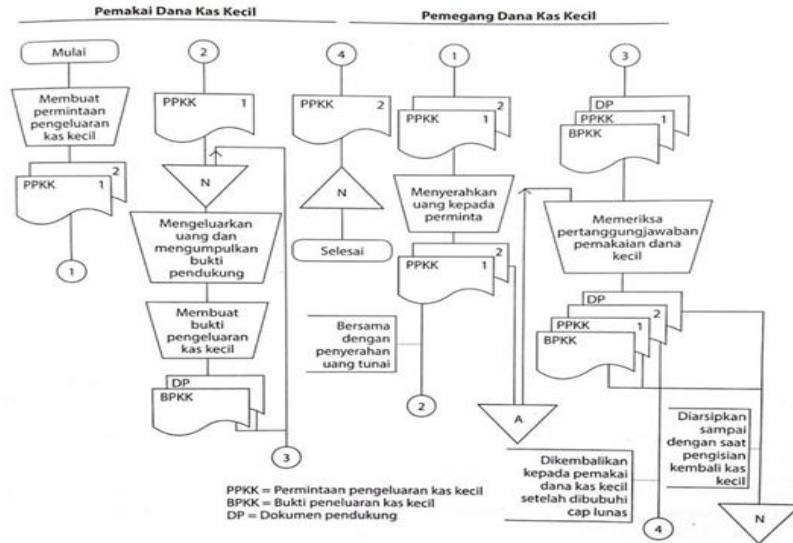 Pemakai Dana Kas Kecil
Pemegang Dana Kas Kecil
Mulai
Membuat
permintaan
pengeluaran
kas kecil
2
PPKK 1
1
2
PPKK 1
N
Mengeluarkan
uang dan
mengumpulkan
bukti
pendukung
Membuat
bukti
pengeluaran
kas kecil
DP
BPKK
3
4
PPKK 2
N
Selesai
1
2
PPKK 1
Menyerahkan
uang kepada
perminta
2
PPKK 1
Bersama
dengan
penyerahan
uang tunai
2
A
3
DP
PPKK 1
BPKK
Memeriksa
pertanggungjawaban
pemakaian dana
kecil
DP
2
PPKK 1
BPKK
Dikembalikan
kepada pemakai
dana kas kecil
setelah dibubuhi
cap lunas
4
Diarsipkan
sampai
dengan saat
pengisian
kembali kas
kecil
N
PPKK = Permintaan pengeluaran kas kecil
BPKK = Bukti peneluaran kas kecil
DP = Dokumen pendukung